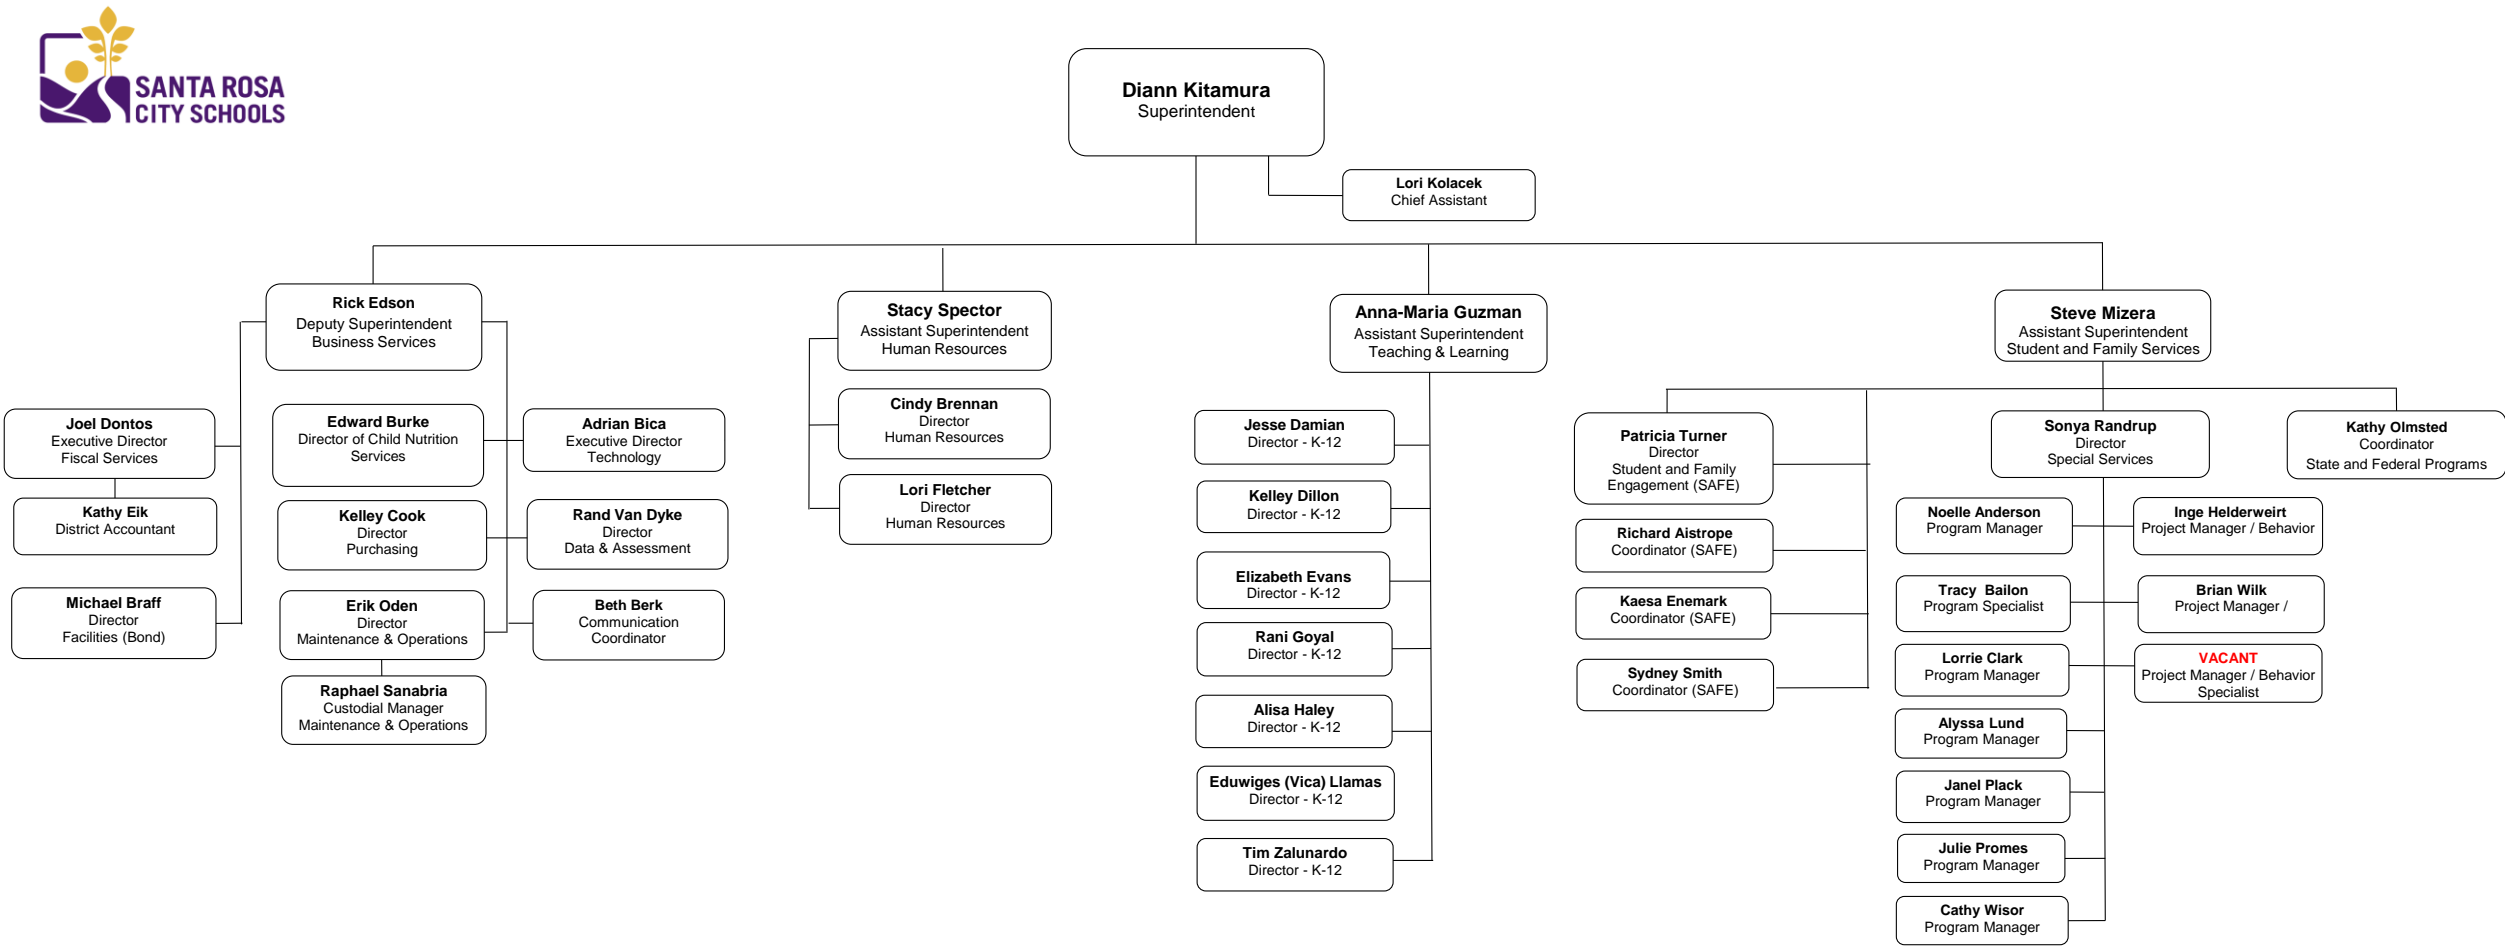 SANTA ROSA
CITY SCHOOLS
Diann Kitamura
Superintendent
Lori Kolacek
Chief Assistant
Rick Edson
Deputy Superintendent
Business Services
Stacy Spector
Assistant Superintendent
Human Resources
Anna-Maria Guzman
Assistant Superintendent
Teaching & Learning
Steve Mizera
Assistant Superintendent
Student and Family Services
Joel Dontos
Executive Director
Fiscal Services
Kathy Eik
District Accountant
Michael Braff
Director
Facilities (Bond)
Edward Burke
Director of Child Nutrition
Services
Kelley Cook
Director
Purchasing
Erik Oden
Director
Maintenance & Operations
Raphael Sanabria
Custodial Manager
Maintenance & Operations
Adrian Bica
Executive Director
Technology
Rand Van Dyke
Director
Data & Assessment
Beth Berk
Communication
Coordinator
Cindy Brennan
Director
Human Resources
Lori Fletcher
Director
Human Resources
Jesse Damian
Director - K-12
Kelley Dillon
Director - K-12
Elizabeth Evans
Director - K-12
Rani Goyal
Director - K-12
Alisa Haley
Director - K-12
Eduwiges (Vica) Llamas
Director - K-12
Tim Zalunardo
Director - K-12
Patricia Turner
Director
Student and Family
Engagement (SAFE)
Richard Aistrope
Coordinator (SAFE)
Kaesa Enemark
Coordinator (SAFE)
Sydney Smith
Coordinator (SAFE)
Sonya Randrup
Director
Special Services
Kathy Olmsted
Coordinator
State and Federal Programs
Noelle Anderson
Program Manager
Tracy Bailon
Program Specialist
Lorrie Clark
Program Manager
Alyssa Lund
Program Manager
Janel Plack
Program Manager
Julie Promes
Program Manager
Cathy Wisor
Program Manager
Inge Helderweirt
Project Manager / Behavior
Brian Wilk
Project Manager /
VACANT
Project Manager / Behavior
Specialist